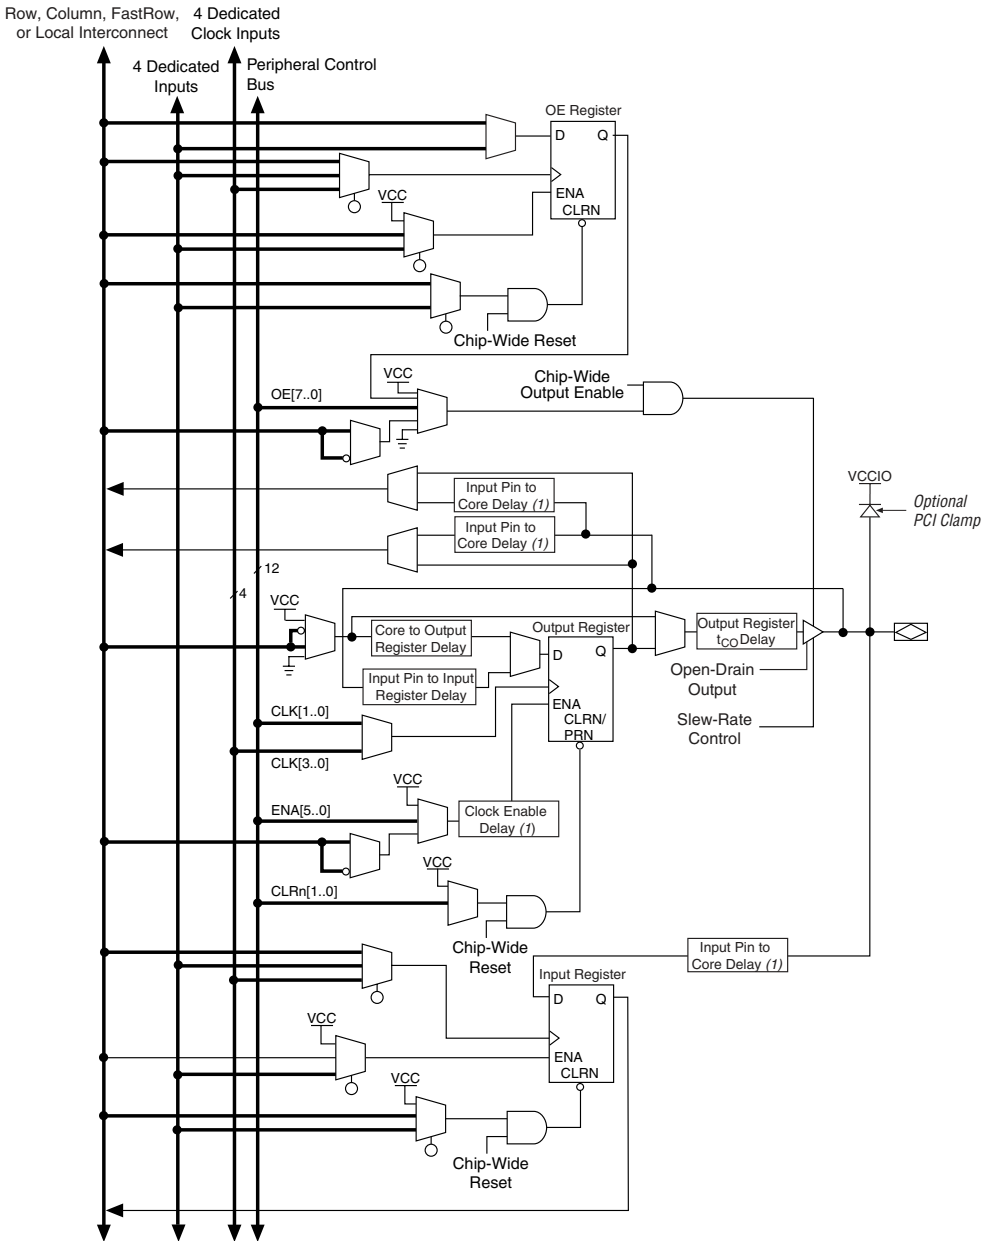 Row, Column, FastRow,
or Local Interconnect
4 Dedicated
Clock Inputs
4 Dedicated
Inputs
Peripheral Control
Bus
OE Register
D
Q
ENA
CLRN
VCC
Chip-Wide Reset
VCC
OE[7..0]
Chip-Wide
Output Enable
Input Pin to
Core Delay (1)
Input Pin to
Core Delay (1)
VCCIO
Optional
PCI Clamp
12
4
VCC
Core to Output
Register Delay
Input Pin to Input
Register Delay
Output Register
D
Q
ENA
CLRN/
PRN
Output Register
tCO Delay
Open-Drain
Output
Slew-Rate
Control
CLK[1..0]
CLK[3..0]
VCC
ENA[5..0]
Clock Enable
Delay (1)
VCC
CLRn[1..0]
Chip-Wide
Reset
Input Pin to
Core Delay (1)
Input Register
D
Q
ENA
CLRN
VCC
VCC
Chip-Wide
Reset